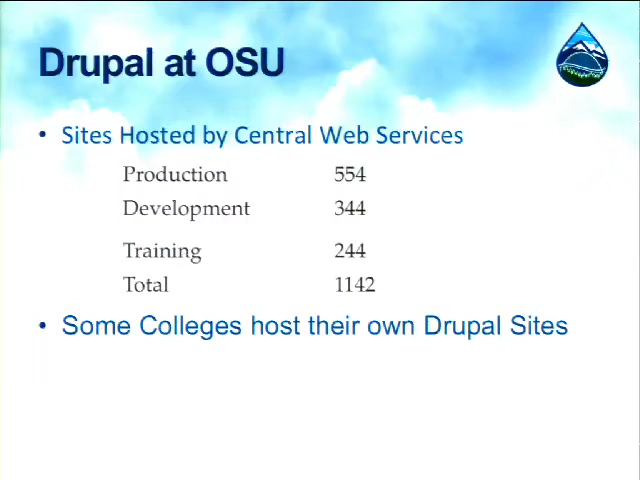 Drupal at OSU
• Sites Hosted by Central Web Services
Production 554
Development 344
Training 244
Total 1142
• Some Colleges host their own Drupal Sites